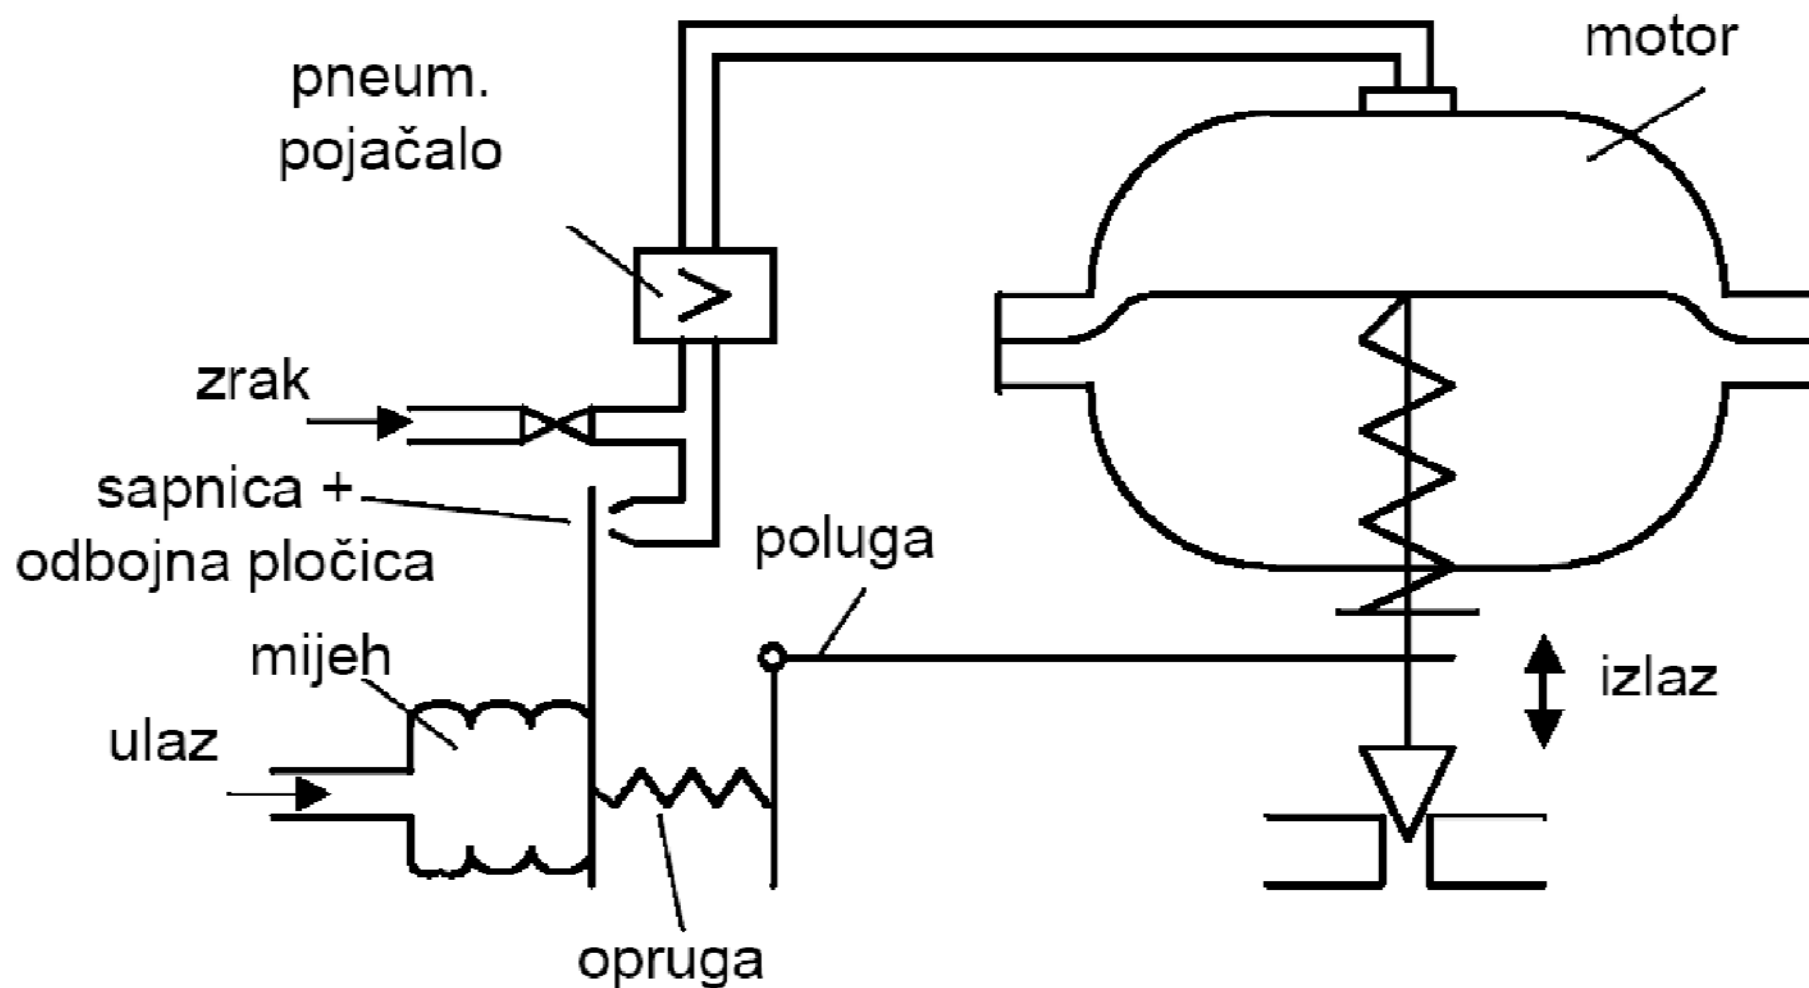 motor
pneum.
pojačalo
zrak
sapnica +
odbojna pločica
poluga
mijeh
izlaz
ulaz
opruga